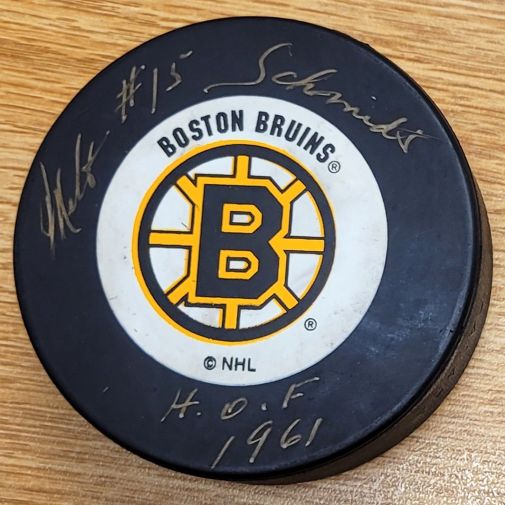 Milt #15 Schmidt
BOSTON BRUINS®
B
®
© NHL
H.O.F
1961